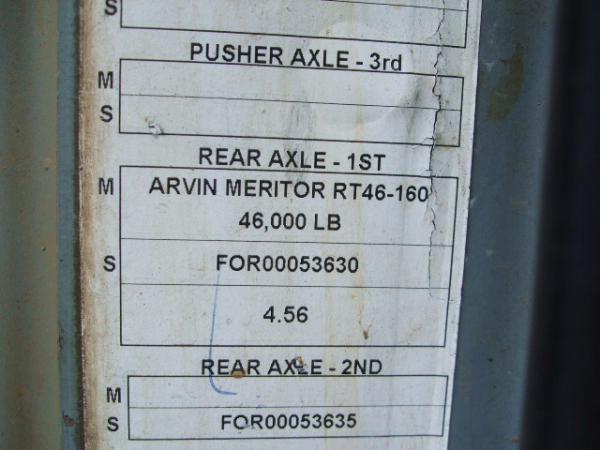 S
PUSHER AXLE - 3rd
M
S
REAR AXLE - 1ST
M ARVIN MERITOR RT46-160
46,000 LB
S FOR00053630
4.56
REAR AXLE - 2ND
M
S FOR00053635